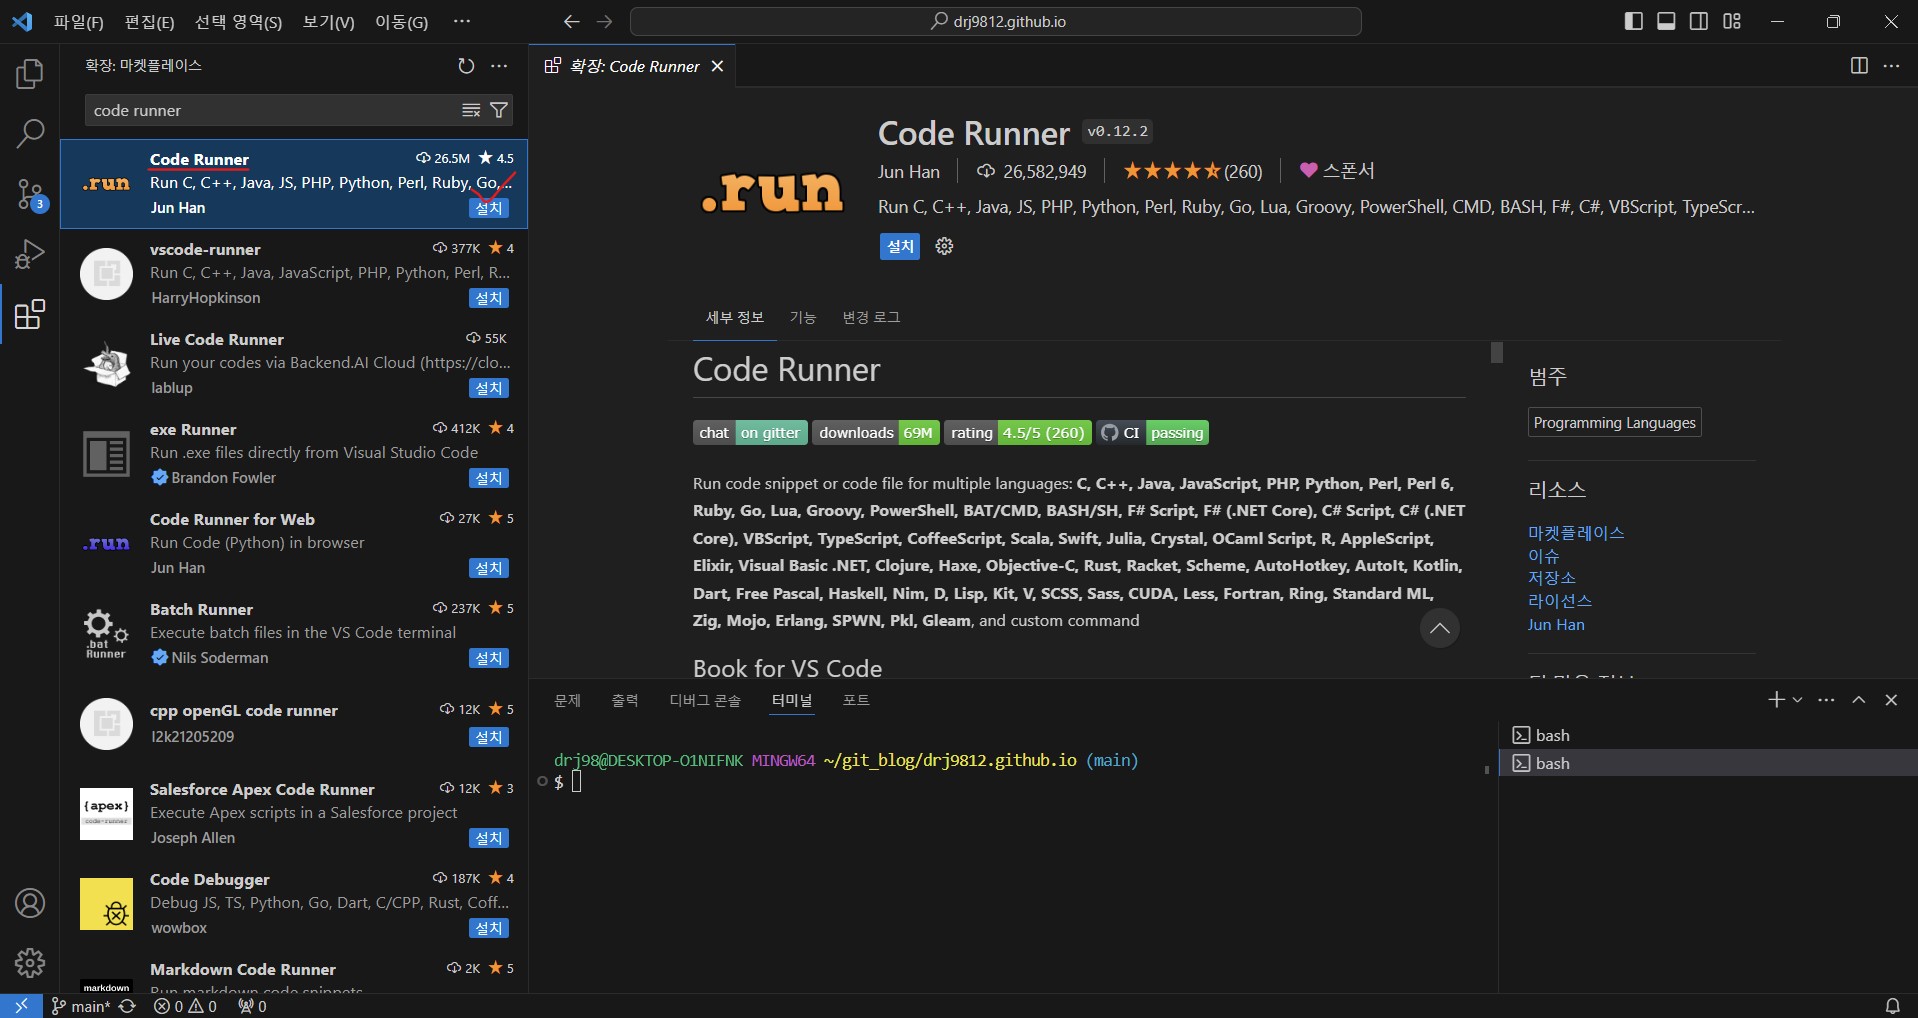 파일(F) 편집(E) 선택 영역(S) 보기(V) 이동(G) ···
drj9812.github.io
확장: 마켓플레이스
code runner
Code Runner 26.5M 4.5
Run C, C++, Java, JS, PHP, Python, Perl, Ruby, Go,...
Jun Han 설치
vscode-runner 377K 4
Run C, C++, Java, JavaScript, PHP, Python, Perl, R...
HarryHopkinson 설치
Live Code Runner 55K
Run your codes via Backend.AI Cloud (https://clo...
lablup 설치
exe Runner 412K 4
Run .exe files directly from Visual Studio Code
Brandon Fowler 설치
Code Runner for Web 27K 5
Run Code (Python) in browser
Jun Han 설치
Batch Runner 237K 5
Execute batch files in the VS Code terminal
Nils Soderman 설치
cpp openGL code runner 12K 5
l2k21205209 설치
Salesforce Apex Code Runner 12K 3
Execute Apex scripts in a Salesforce project
Joseph Allen 설치
Code Debugger 187K 4
Debug JS, TS, Python, Go, Dart, C/CPP, Rust, Coff...
wowbox 설치
Markdown Code Runner 2K 5
Run markdown code snippets
.run
.run
.bat
Runner
{apex}
code-runner
markdown
3
확장: Code Runner
.run
Code Runner v0.12.2
Jun Han 26,582,949 (260) 스폰서
Run C, C++, Java, JS, PHP, Python, Perl, Ruby, Go, Lua, Groovy, PowerShell, CMD, BASH, F#, C#, VBScript, TypeScr...
설치
세부 정보 기능 변경 로그
Code Runner
chat on gitter downloads 69M rating 4.5/5 (260) CI passing
Run code snippet or code file for multiple languages: C, C++, Java, JavaScript, PHP, Python, Perl, Perl 6,
Ruby, Go, Lua, Groovy, PowerShell, BAT/CMD, BASH/SH, F# Script, F# (.NET Core), C# Script, C# (.NET
Core), VBScript, TypeScript, CoffeeScript, Scala, Swift, Julia, Crystal, OCaml Script, R, AppleScript,
Elixir, Visual Basic .NET, Clojure, Haxe, Objective-C, Rust, Racket, Scheme, AutoHotkey, AutoIt, Kotlin,
Dart, Free Pascal, Haskell, Nim, D, Lisp, Kit, V, SCSS, Sass, CUDA, Less, Fortran, Ring, Standard ML,
Zig, Mojo, Erlang, SPWN, Pkl, Gleam, and custom command
Book for VS Code
범주
Programming Languages
리소스
마켓플레이스
이슈
저장소
라이선스
Jun Han
문제 출력 디버그 콘솔 터미널 포트
drj98@DESKTOP-O1NIFNK MINGW64 ~/git_blog/drj9812.github.io (main)
$
bash
bash
main* 0 0 0